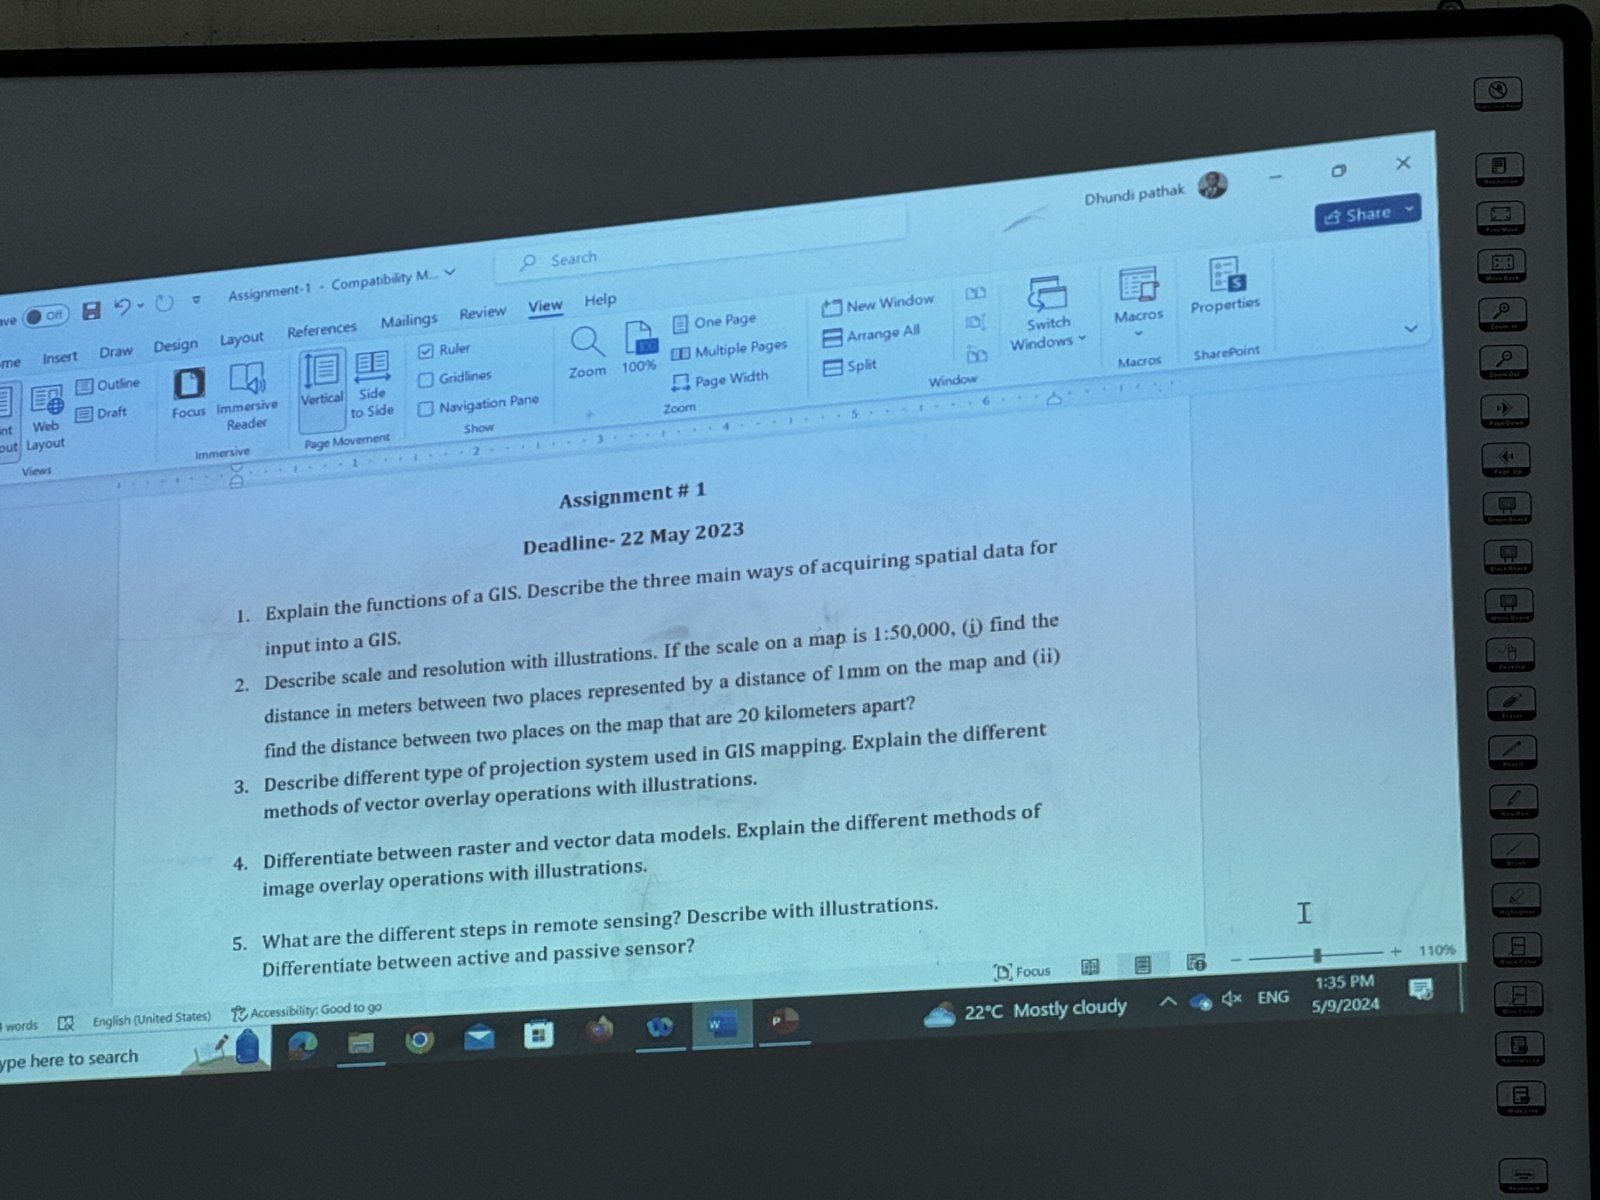 Dhundi pathak
Share
Off
Assignment-1 - Compatibility M...
Search
Insert Draw Design Layout References Mailings Review View Help
Outline
Draft
Web Layout
Views
Focus
Immersive Reader
Immersive
Vertical
Side to Side
Page Movement
Ruler
Gridlines
Navigation Pane
Show
Zoom
100%
One Page
Multiple Pages
Page Width
Zoom
New Window
Arrange All
Split
Window
Switch Windows
Macros
Macros
Properties
SharePoint
1 2 3 4 5 6
Assignment # 1
Deadline- 22 May 2023
1. Explain the functions of a GIS. Describe the three main ways of acquiring spatial data for
input into a GIS.
2. Describe scale and resolution with illustrations. If the scale on a map is 1:50,000, (i) find the
distance in meters between two places represented by a distance of 1mm on the map and (ii)
find the distance between two places on the map that are 20 kilometers apart?
3. Describe different type of projection system used in GIS mapping. Explain the different
methods of vector overlay operations with illustrations.
4. Differentiate between raster and vector data models. Explain the different methods of
image overlay operations with illustrations.
5. What are the different steps in remote sensing? Describe with illustrations.
Differentiate between active and passive sensor?
words English (United States) Accessibility: Good to go
Focus
110%
ype here to search
22°C Mostly cloudy
ENG
1:35 PM
5/9/2024